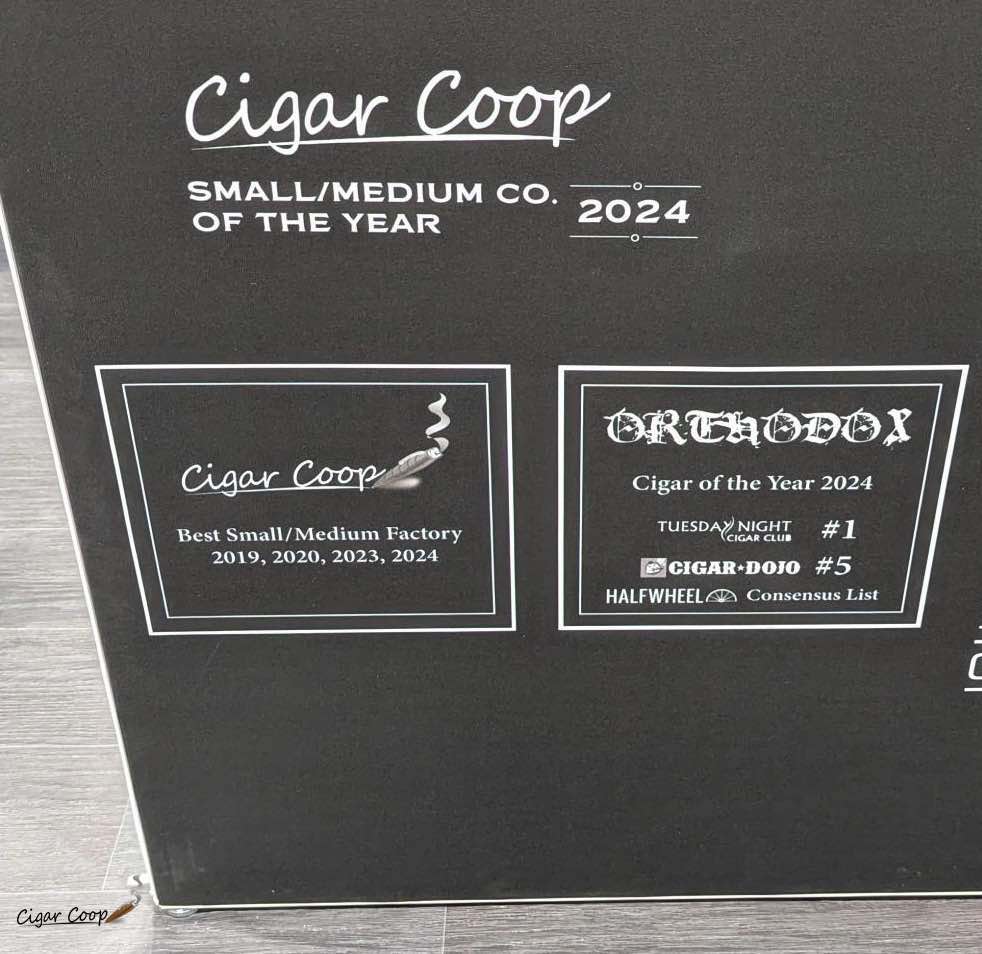 Cigar Coop
SMALL/MEDIUM CO.
OF THE YEAR
2024
Cigar Coop
Best Small/Medium Factory
2019, 2020, 2023, 2024
ORTHODOX
Cigar of the Year 2024
TUESDAY NIGHT
CIGAR CLUB
#1
CIGAR★DOJO #5
HALFWHEEL Consensus List
Cigar Coop